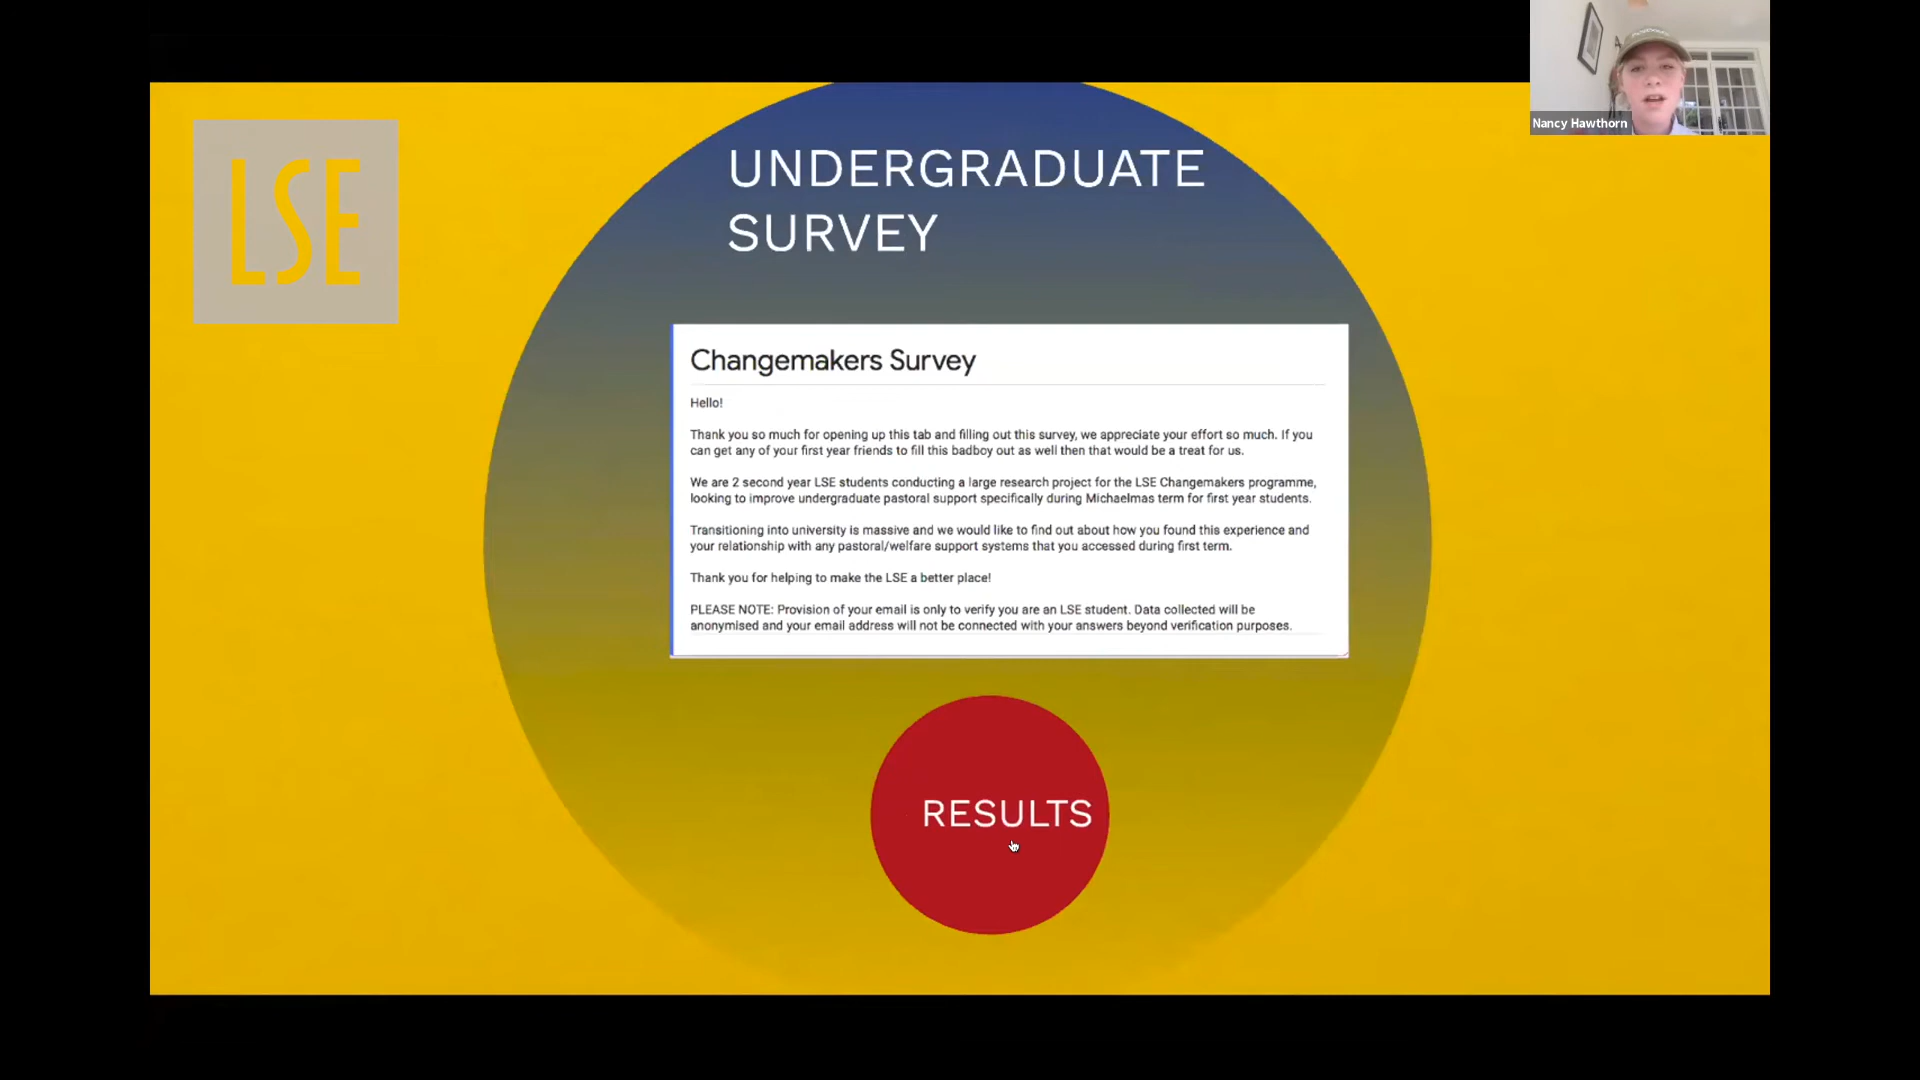 LSE
UNDERGRADUATE
SURVEY
Changemakers Survey
Hello!
Thank you so much for opening up this tab and filling out this survey, we appreciate your effort so much. If you
can get any of your first year friends to fill this badboy out as well then that would be a treat for us.
We are 2 second year LSE students conducting a large research project for the LSE Changemakers programme,
looking to improve undergraduate pastoral support specifically during Michaelmas term for first year students.
Transitioning into university is massive and we would like to find out about how you found this experience and
your relationship with any pastoral/welfare support systems that you accessed during first term.
Thank you for helping to make the LSE a better place!
PLEASE NOTE: Provision of your email is only to verify you are an LSE student. Data collected will be
anonymised and your email address will not be connected with your answers beyond verification purposes.
RESULTS
Nancy Hawthorn